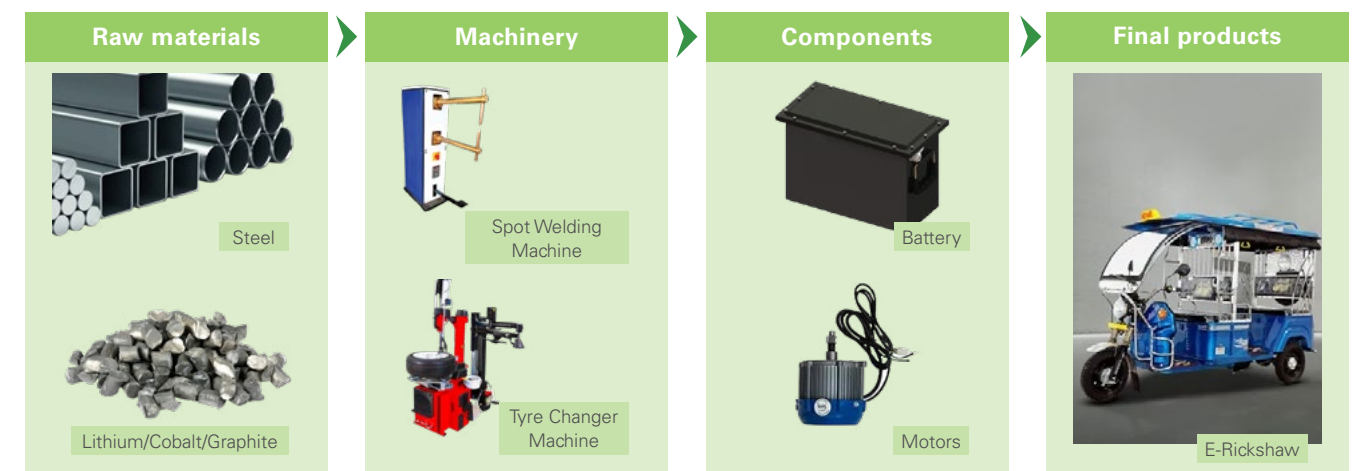 Raw materials
Machinery
Components
Final products
Steel
Lithium/Cobalt/Graphite
Spot Welding
Machine
Tyre Changer
Machine
Battery
Motors
E-Rickshaw